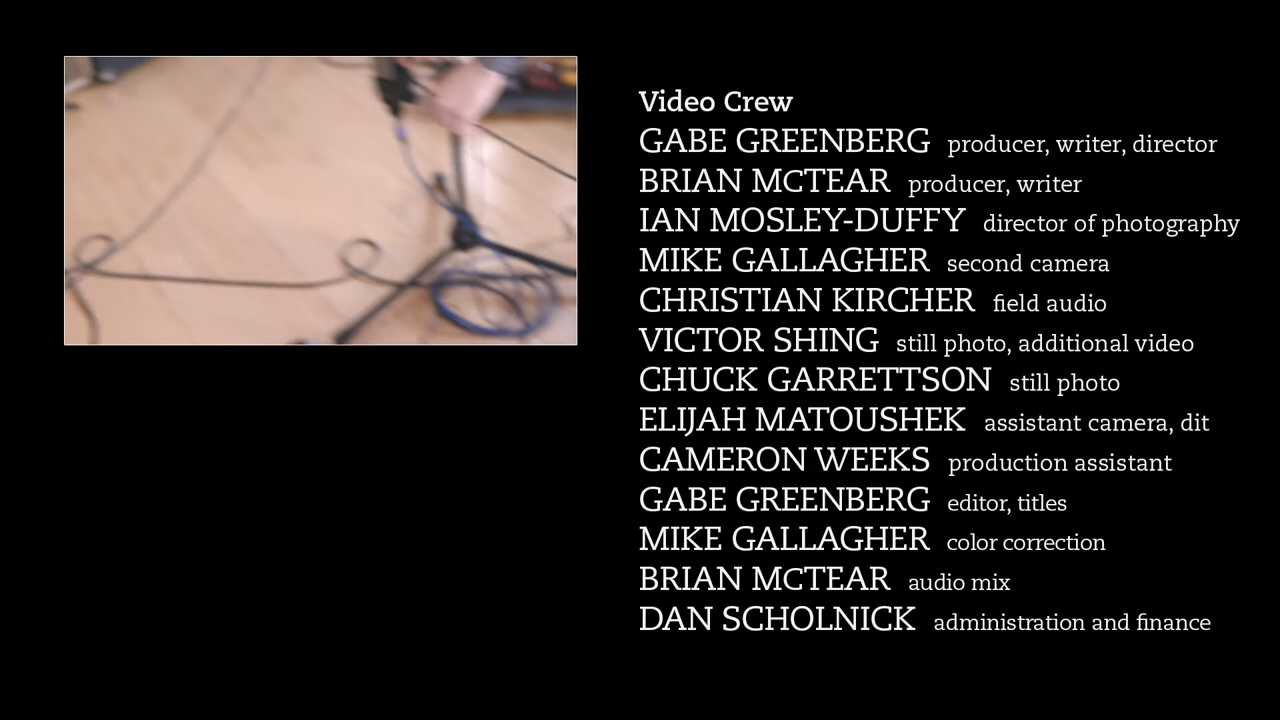 Video Crew
GABE GREENBERG producer, writer, director
BRIAN McTEAR producer, writer
IAN MOSLEY-DUFFY director of photography
MIKE GALLAGHER second camera
CHRISTIAN KIRCHER field audio
VICTOR SHING still photo, additional video
CHUCK GARRETTSON still photo
ELIJAH MATOUSHEK assistant camera, dit
CAMERON WEEKS production assistant
GABE GREENBERG editor, titles
MIKE GALLAGHER color correction
BRIAN McTEAR audio mix
DAN SCHOLNICK administration and finance